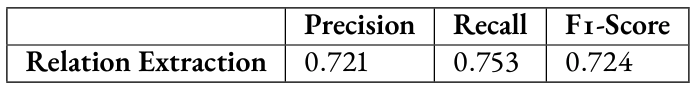 Precision Recall F1-Score
Relation Extraction 0.721 0.753 0.724